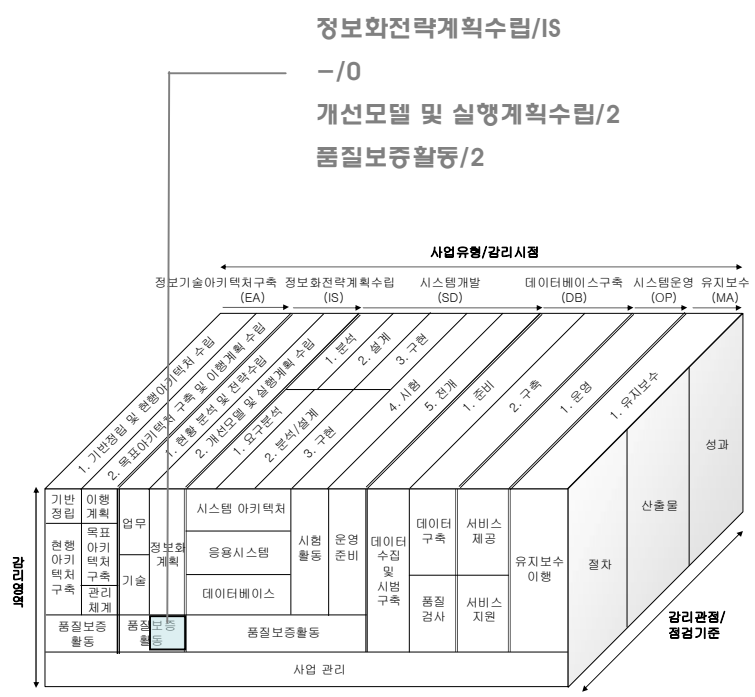 정보화전략계획수립/IS
-/0
개선모델 및 실행계획수립/2
품질보증활동/2
사업유형/감리시점
정보기술아키텍처구축
(EA)
정보화전략계획수립
(IS)
시스템개발
(SD)
데이터베이스구축
(DB)
시스템운영
(OP)
유지보수
(MA)
1. 기반정립 및 현행아키텍처 수립
2. 목표아키텍처 구축 및 이행계획 수립
1. 현황 분석 및 전략수립
2. 개선모델 및 실행계획 수립
1. 분석
2. 설계
3. 구현
1. 요구분석
2. 분석/설계
3. 구현
4. 시험
5. 전개
1. 준비
2. 구축
1. 운영
1. 유지보수
감리영역
기반
정립
이행
계획
현행
아키
텍처
구축
목표
아키
텍처
구축
관리
체계
업무
기술
정보화
계획
시스템 아키텍처
응용시스템
데이터베이스
시험
활동
운영
준비
데이터
수집
및
시범
구축
데이터
구축
품질
검사
서비스
제공
서비스
지원
유지보수
이행
절차
산출물
성과
품질보증
활동
품질보증
활동
품질보증활동
사업 관리
감리관점/
점검기준